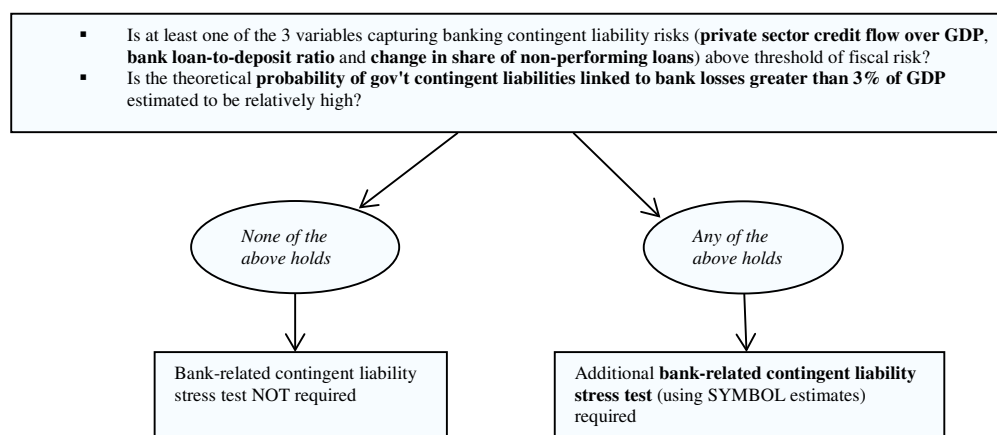 ▪ Is at least one of the 3 variables capturing banking contingent liability risks (private sector credit flow over GDP,
bank loan-to-deposit ratio and change in share of non-performing loans) above threshold of fiscal risk?
▪ Is the theoretical probability of gov't contingent liabilities linked to bank losses greater than 3% of GDP
estimated to be relatively high?
None of the
above holds
Any of the
above holds
Bank-related contingent liability
stress test NOT required
Additional bank-related contingent liability
stress test (using SYMBOL estimates)
required